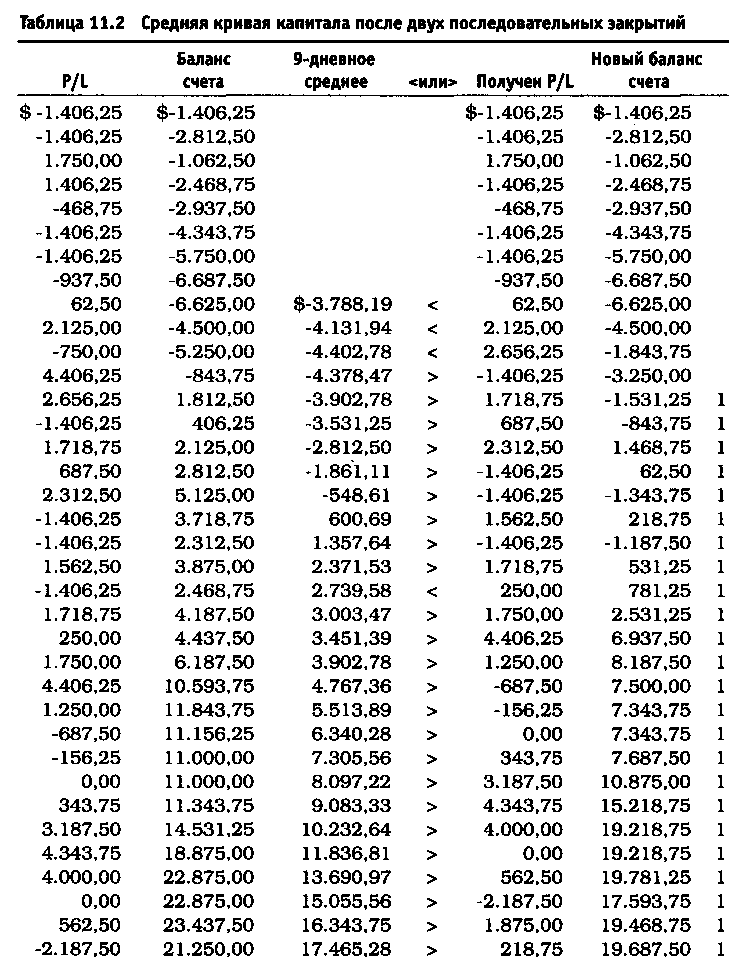 Таблица 11.2 Средняя кривая капитала после двух последовательных закрытий
Баланс 9-дневное Новый баланс
P/L счета среднее <или> Получен P/L счета
$ -1.406,25 $-1.406,25 $-1.406,25 $-1.406,25
-1.406,25 -2.812,50 -1.406,25 -2.812,50
1.750,00 -1.062,50 1.750,00 -1.062,50
1.406,25 -2.468,75 -1.406,25 -2.468,75
-468,75 -2.937,50 -468,75 -2.937,50
-1.406,25 -4.343,75 -1.406,25 -4.343,75
-1.406,25 -5.750,00 -1.406,25 -5.750,00
-937,50 -6.687,50 -937,50 -6.687,50
62,50 -6.625,00 $-3.788,19 < 62,50 -6.625,00
2.125,00 -4.500,00 -4.131,94 < 2.125,00 -4.500,00
-750,00 -5.250,00 -4.402,78 < 2.656,25 -1.843,75
4.406,25 -843,75 -4.378,47 > -1.406,25 -3.250,00
2.656,25 1.812,50 -3.902,78 > 1.718,75 -1.531,25 1
-1.406,25 406,25 -3.531,25 > 687,50 -843,75 1
1.718,75 2.125,00 -2.812,50 > 2.312,50 1.468,75 1
687,50 2.812,50 -1.861,11 > -1.406,25 62,50 1
2.312,50 5.125,00 -548,61 > -1.406,25 -1.343,75 1
-1.406,25 3.718,75 600,69 > 1.562,50 218,75 1
-1.406,25 2.312,50 1.357,64 > -1.406,25 -1.187,50 1
1.562,50 3.875,00 2.371,53 > 1.718,75 531,25 1
-1.406,25 2.468,75 2.739,58 < 250,00 781,25 1
1.718,75 4.187,50 3.003,47 > 1.750,00 2.531,25 1
250,00 4.437,50 3.451,39 > 4.406,25 6.937,50 1
1.750,00 6.187,50 3.902,78 > 1.250,00 8.187,50 1
4.406,25 10.593,75 4.767,36 > -687,50 7.500,00 1
1.250,00 11.843,75 5.513,89 > -156,25 7.343,75 1
-687,50 11.156,25 6.340,28 > 0,00 7.343,75 1
-156,25 11.000,00 7.305,56 > 343,75 7.687,50 1
0,00 11.000,00 8.097,22 > 3.187,50 10.875,00 1
343,75 11.343,75 9.083,33 > 4.343,75 15.218,75 1
3.187,50 14.531,25 10.232,64 > 4.000,00 19.218,75 1
4.343,75 18.875,00 11.836,81 > 0,00 19.218,75 1
4.000,00 22.875,00 13.690,97 > 562,50 19.781,25 1
0,00 22.875,00 15.055,56 > -2.187,50 17.593,75 1
562,50 23.437,50 16.343,75 > 1.875,00 19.468,75 1
-2.187,50 21.250,00 17.465,28 > 218,75 19.687,50 1